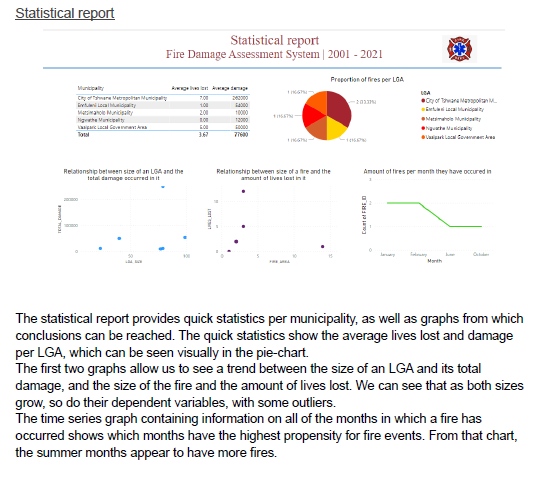 Statistical report
Statistical report
Fire Damage Assessment System | 2001 - 2021
Proportion of fires per LGA
Municipality Average lives lost Average damage
City of Tshwane Metropolitan Municipality 7.00 262000
Emfuleni Local Municipality 1.00 54000
Matsimaholo Municipality 2.00 10000
Ngwathe Municipality 0.00 12000
Vaalpark Local Government Area 5.00 50000
Total 3.67 77600
1 (16.67%)
2 (33.33%)
1 (16.67%)
1 (16.67%)
1 (16.67%)
LGA
City of Tshwane Metropolitan M...
Emfuleni Local Municipality
Matsimaholo Municipality
Ngwathe Municipality
Vaalpark Local Government Area
Relationship between size of an LGA and the
total damage occurred in it
TOTAL_DAMAGE
200000
100000
0
50
100
LGA_SIZE
Relationship between size of a fire and the
amount of lives lost in it
LIVES_LOST
10
5
0
5
10
15
FIRE_AREA
Amount of fires per month they have occured in
Count of FIRE_ID
1
0
January February June October
Month
The statistical report provides quick statistics per municipality, as well as graphs from which
conclusions can be reached. The quick statistics show the average lives lost and damage
per LGA, which can be seen visually in the pie-chart.
The first two graphs allow us to see a trend between the size of an LGA and its total
damage, and the size of the fire and the amount of lives lost. We can see that as both sizes
grow, so do their dependent variables, with some outliers.
The time series graph containing information on all of the months in which a fire has
occurred shows which months have the highest propensity for fire events. From that chart,
the summer months appear to have more fires.